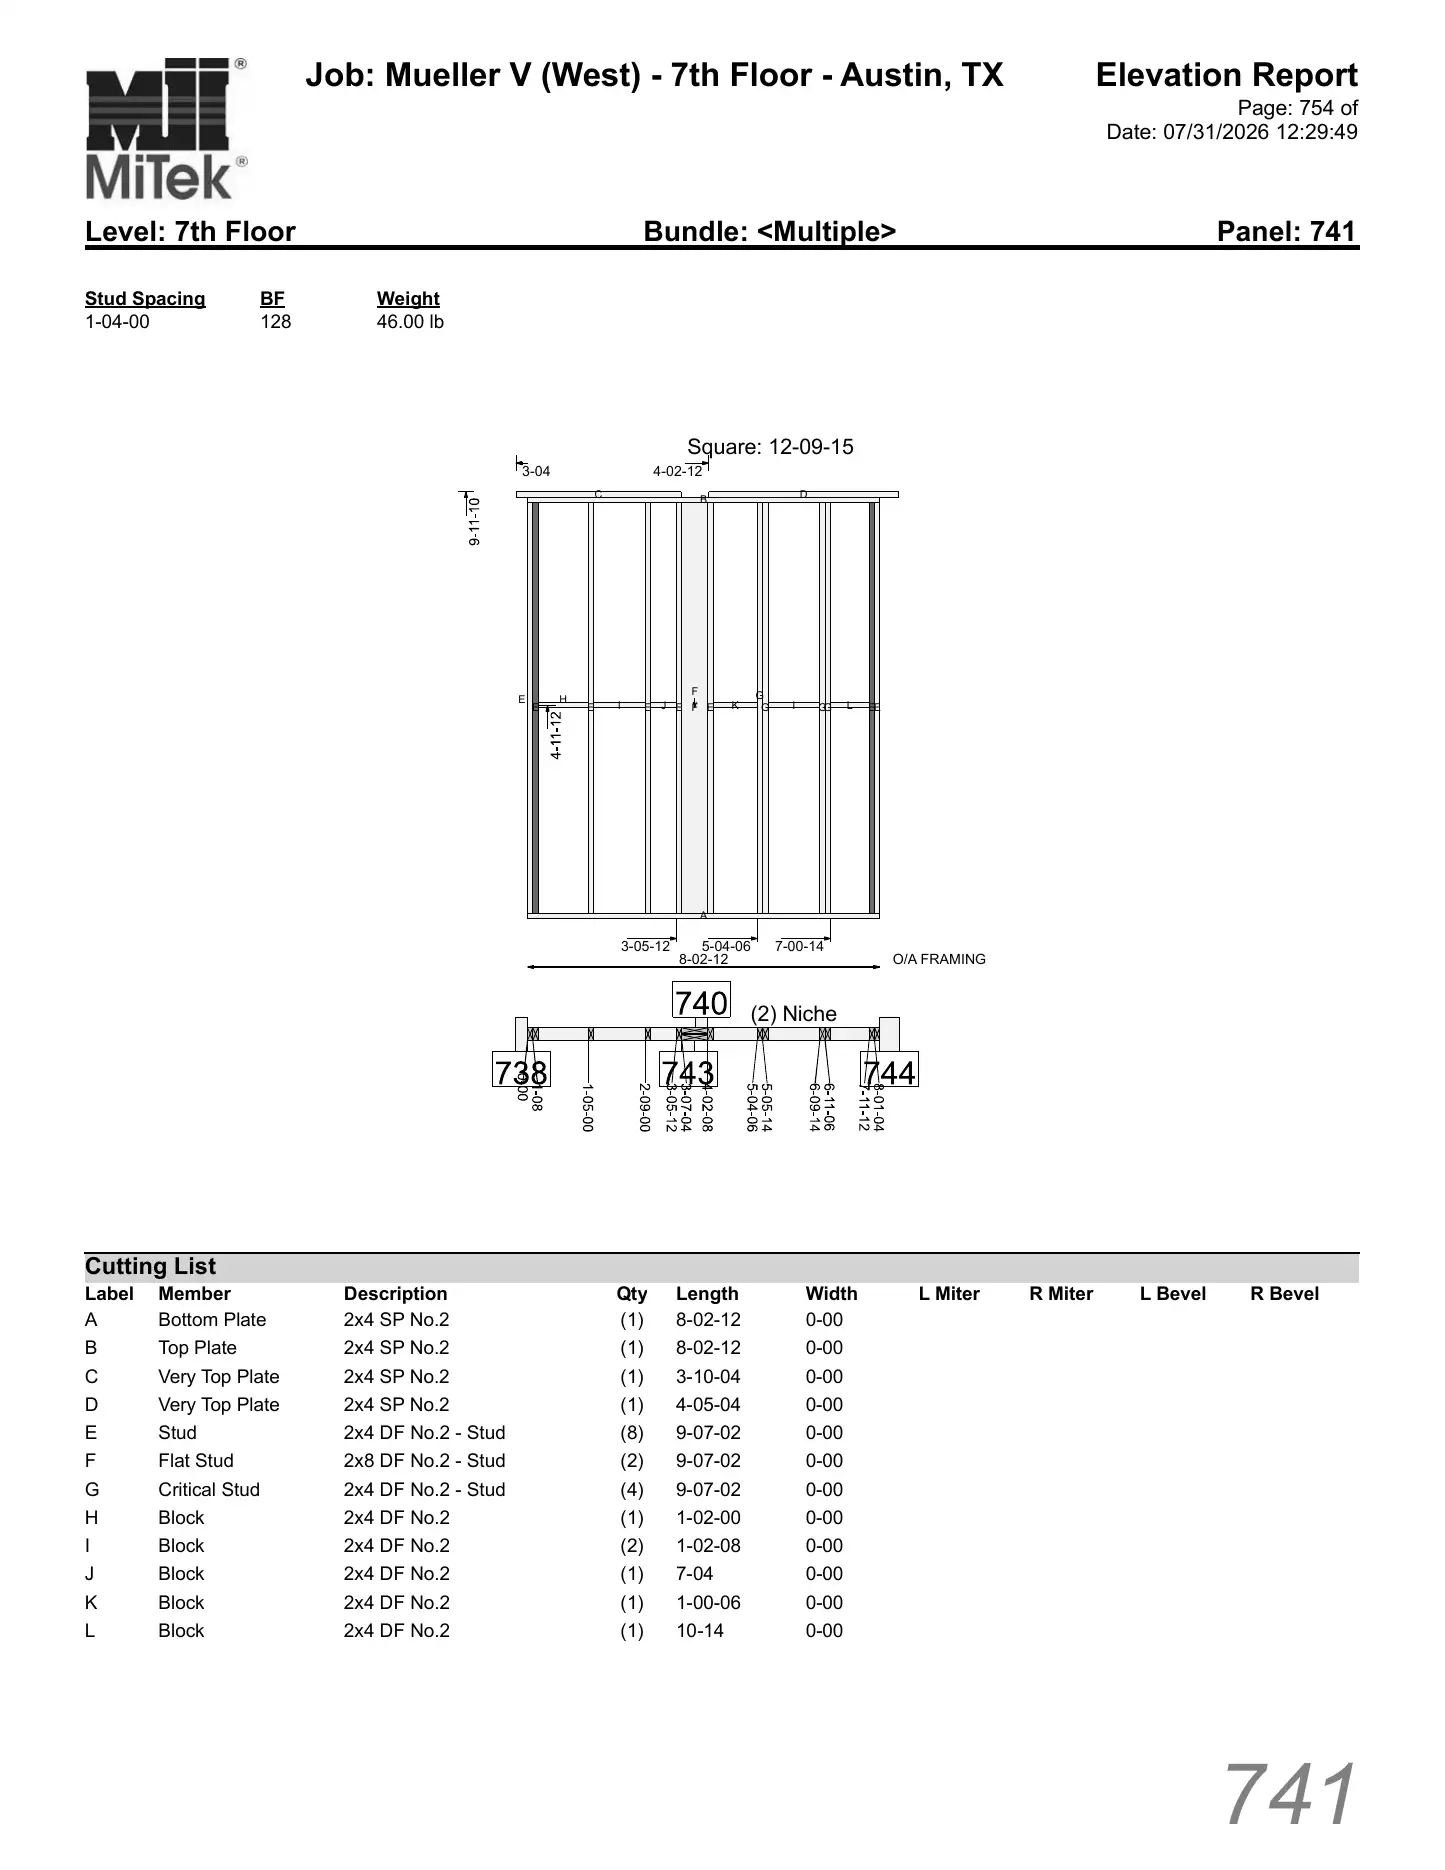 MiTek®
Job: Mueller V (West) - 7th Floor - Austin, TX
Elevation Report
Page: 754 of
Date: 07/31/2026 12:29:49
Level: 7th Floor Bundle: <Multiple> Panel: 741
Stud Spacing BF Weight
1-04-00 128 46.00 lb
Square: 12-09-15
3-04 4-02-12
C B D
9-11-10
F
E H I J F K G I L
4-11-12
A
3-05-12 5-04-06 7-00-14
8-02-12 O/A FRAMING
740 (2) Niche
738 743 744
1-05-00 2-09-00 3-05-12 3-07-04 4-02-08 5-04-06 5-05-14 6-09-14 6-11-06 7-11-12 8-01-04
Cutting List
Label Member Description Qty Length Width L Miter R Miter L Bevel R Bevel
A Bottom Plate 2x4 SP No.2 (1) 8-02-12 0-00
B Top Plate 2x4 SP No.2 (1) 8-02-12 0-00
C Very Top Plate 2x4 SP No.2 (1) 3-10-04 0-00
D Very Top Plate 2x4 SP No.2 (1) 4-05-04 0-00
E Stud 2x4 DF No.2 - Stud (8) 9-07-02 0-00
F Flat Stud 2x8 DF No.2 - Stud (2) 9-07-02 0-00
G Critical Stud 2x4 DF No.2 - Stud (4) 9-07-02 0-00
H Block 2x4 DF No.2 (1) 1-02-00 0-00
I Block 2x4 DF No.2 (2) 1-02-08 0-00
J Block 2x4 DF No.2 (1) 7-04 0-00
K Block 2x4 DF No.2 (1) 1-00-06 0-00
L Block 2x4 DF No.2 (1) 10-14 0-00
741